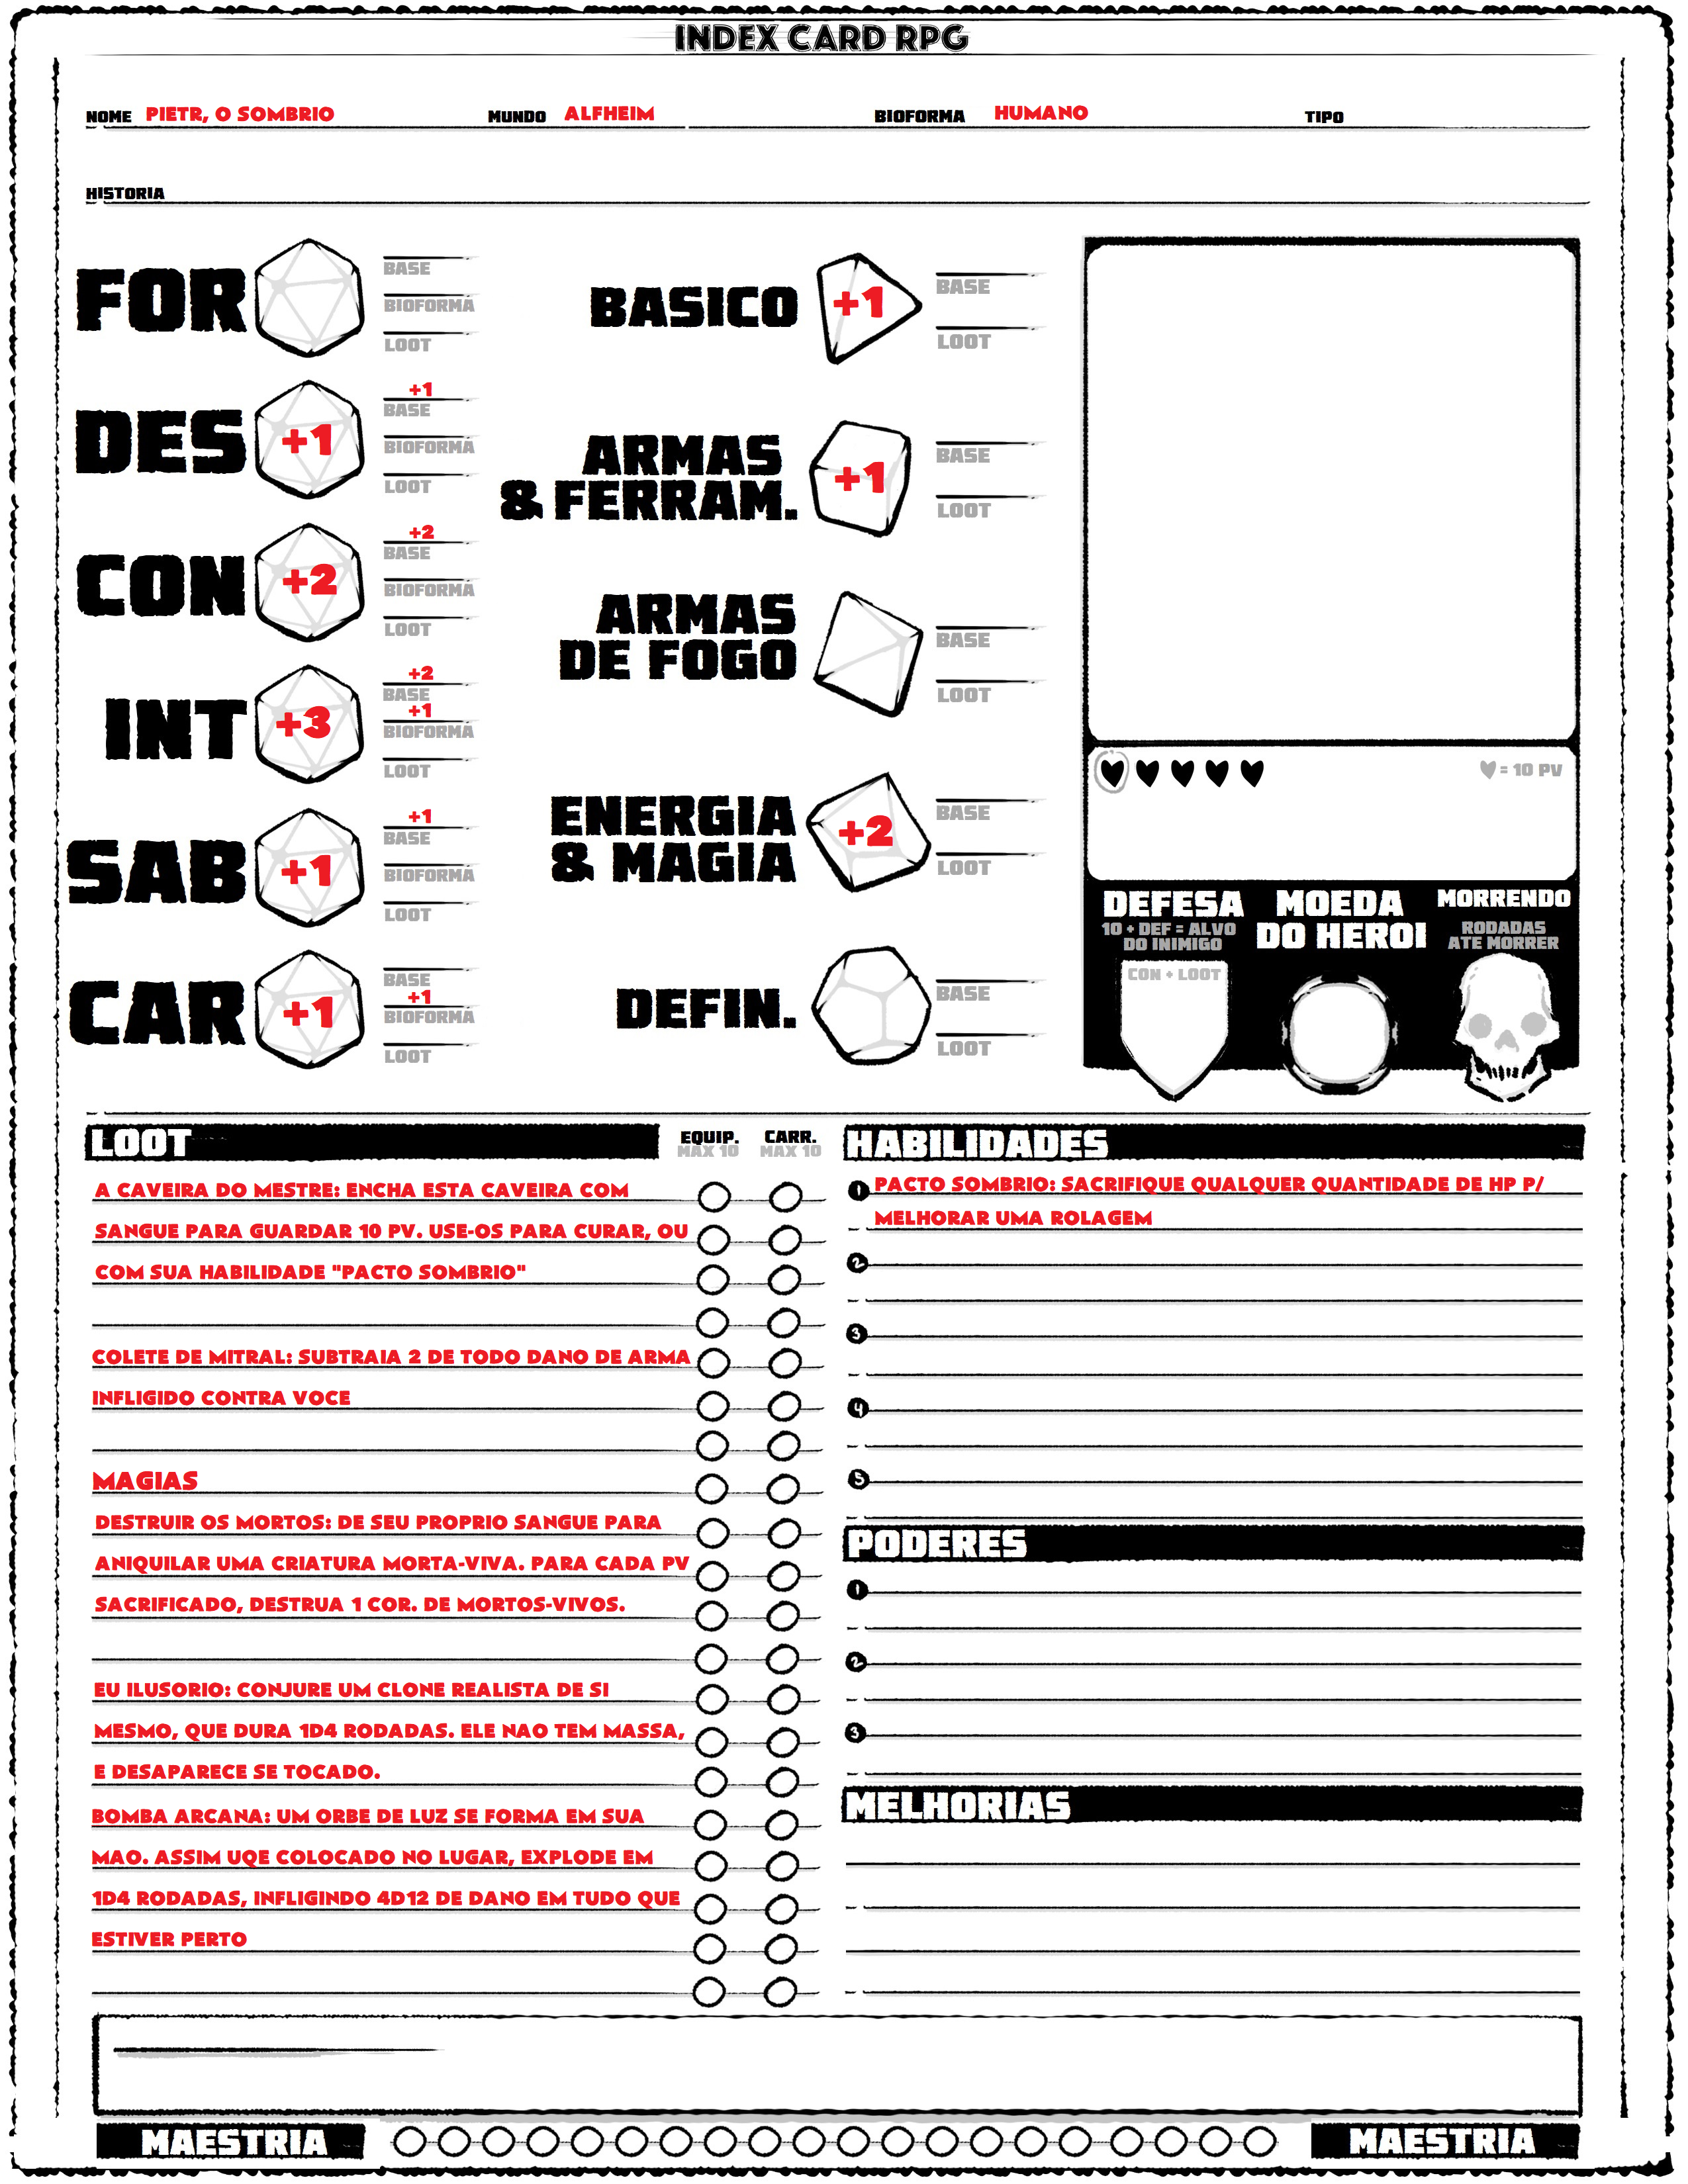 INDEX CARD RPG
NOME PIETR, O SOMBRIO MUNDO ALFHEIM BIOFORMA HUMANO TIPO
HISTORIA
FOR
BASE
BIOFORMA
LOOT
DES +1
+1
BASE
BIOFORMA
LOOT
CON +2
+2
BASE
BIOFORMA
LOOT
INT +3
+2
BASE
+1
BIOFORMA
LOOT
SAB +1
+1
BASE
BIOFORMA
LOOT
CAR +1
BASE
+1
BIOFORMA
LOOT
BASICO +1
BASE
LOOT
ARMAS
& FERRAM. +1
BASE
LOOT
ARMAS
DE FOGO
BASE
LOOT
ENERGIA
& MAGIA +2
BASE
LOOT
DEFIN.
BASE
LOOT
= 10 PV
DEFESA
10 + DEF = ALVO
DO INIMIGO
CON + LOOT
MOEDA
DO HEROI
MORRENDO
RODADAS
ATE MORRER
LOOT EQUIP. CARR.
MAX 10 MAX 10
A CAVEIRA DO MESTRE: ENCHA ESTA CAVEIRA COM
SANGUE PARA GUARDAR 10 PV. USE-OS PARA CURAR, OU
COM SUA HABILIDADE "PACTO SOMBRIO"
COLETE DE MITRAL: SUBTRAIA 2 DE TODO DANO DE ARMA
INFLIGIDO CONTRA VOCE
MAGIAS
DESTRUIR OS MORTOS: DE SEU PROPRIO SANGUE PARA
ANIQUILAR UMA CRIATURA MORTA-VIVA. PARA CADA PV
SACRIFICADO, DESTRUA 1 COR. DE MORTOS-VIVOS.
EU ILUSORIO: CONJURE UM CLONE REALISTA DE SI
MESMO, QUE DURA 1D4 RODADAS. ELE NAO TEM MASSA,
E DESAPARECE SE TOCADO.
BOMBA ARCANA: UM ORBE DE LUZ SE FORMA EM SUA
MAO. ASSIM UQE COLOCADO NO LUGAR, EXPLODE EM
1D4 RODADAS, INFLIGINDO 4D12 DE DANO EM TUDO QUE
ESTIVER PERTO
HABILIDADES
1 PACTO SOMBRIO: SACRIFIQUE QUALQUER QUANTIDADE DE HP P/
MELHORAR UMA ROLAGEM
2
3
4
5
PODERES
1
2
3
MELHORIAS
MAESTRIA MAESTRIA